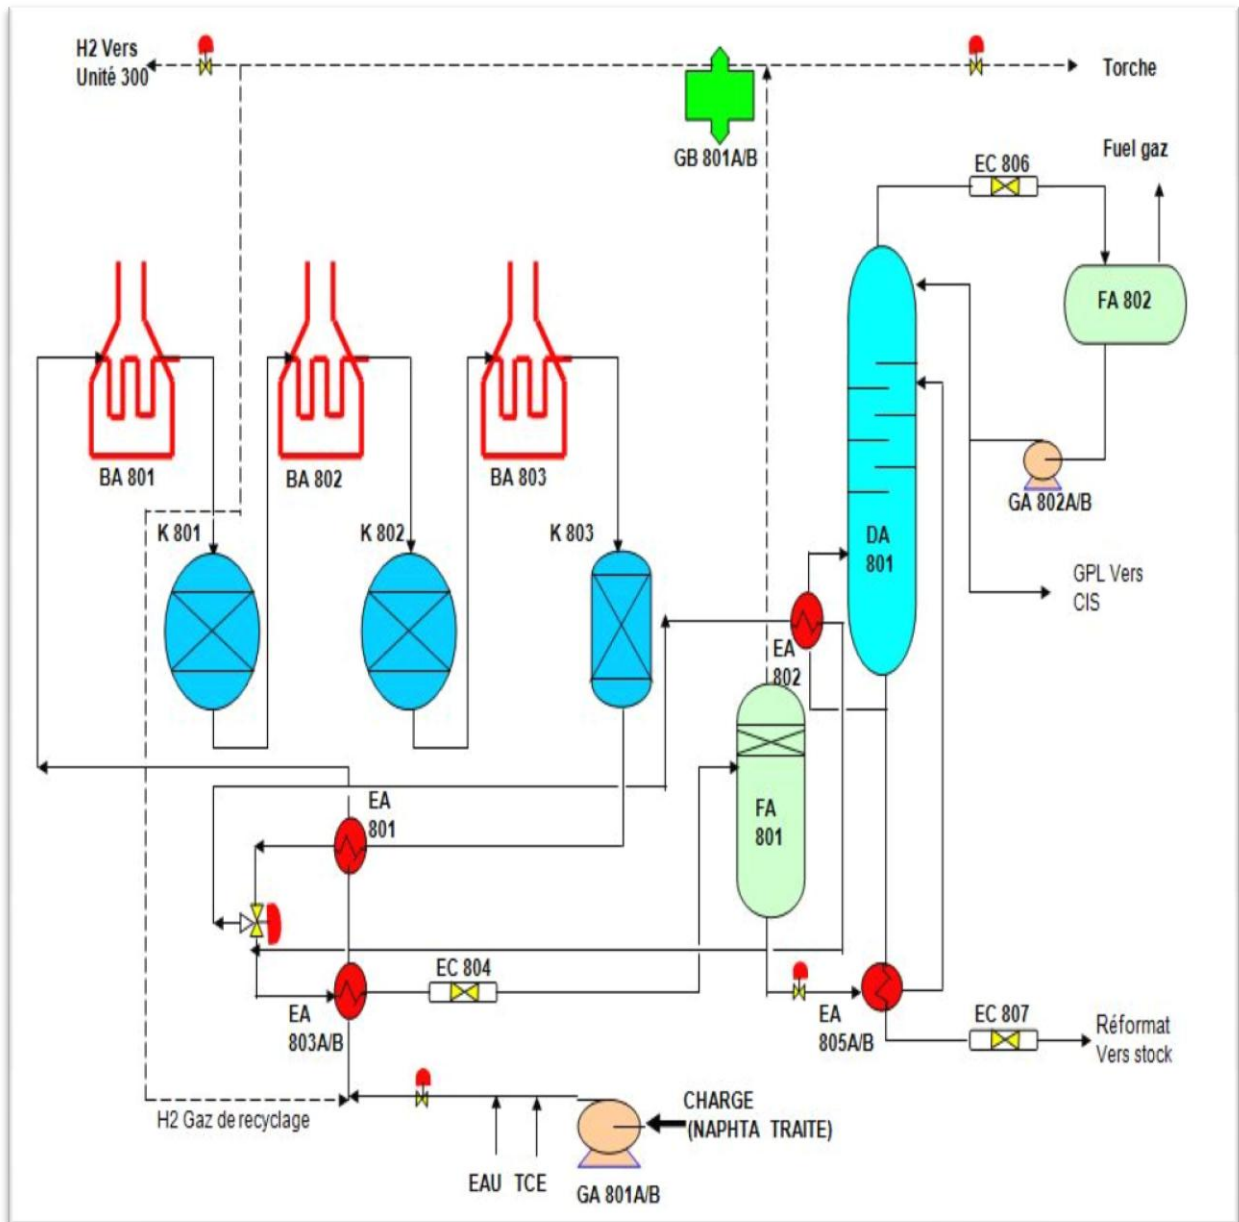 H2 Vers
Unité 300
Torche
GB 801A/B
Fuel gaz
EC 806
FA 802
BA 801
BA 802
BA 803
GA 802A/B
K 801
K 802
K 803
DA
801
GPL Vers
CIS
EA
802
EA
801
FA
801
EC 804
EA
803A/B
EA
805A/B
EC 807
Réformat
Vers stock
H2 Gaz de recyclage
CHARGE
(NAPHTA TRAITE)
EAU TCE
GA 801A/B